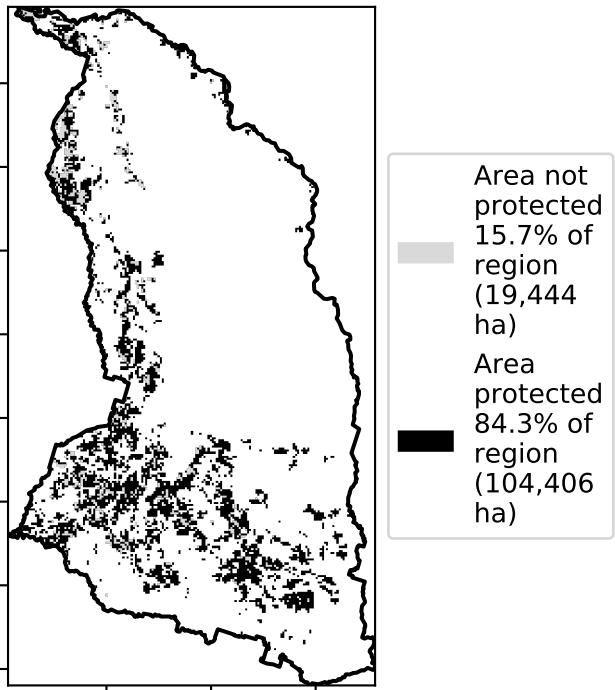 Area not
protected
15.7% of
region
(19,444
ha)
Area
protected
84.3% of
region
(104,406
ha)